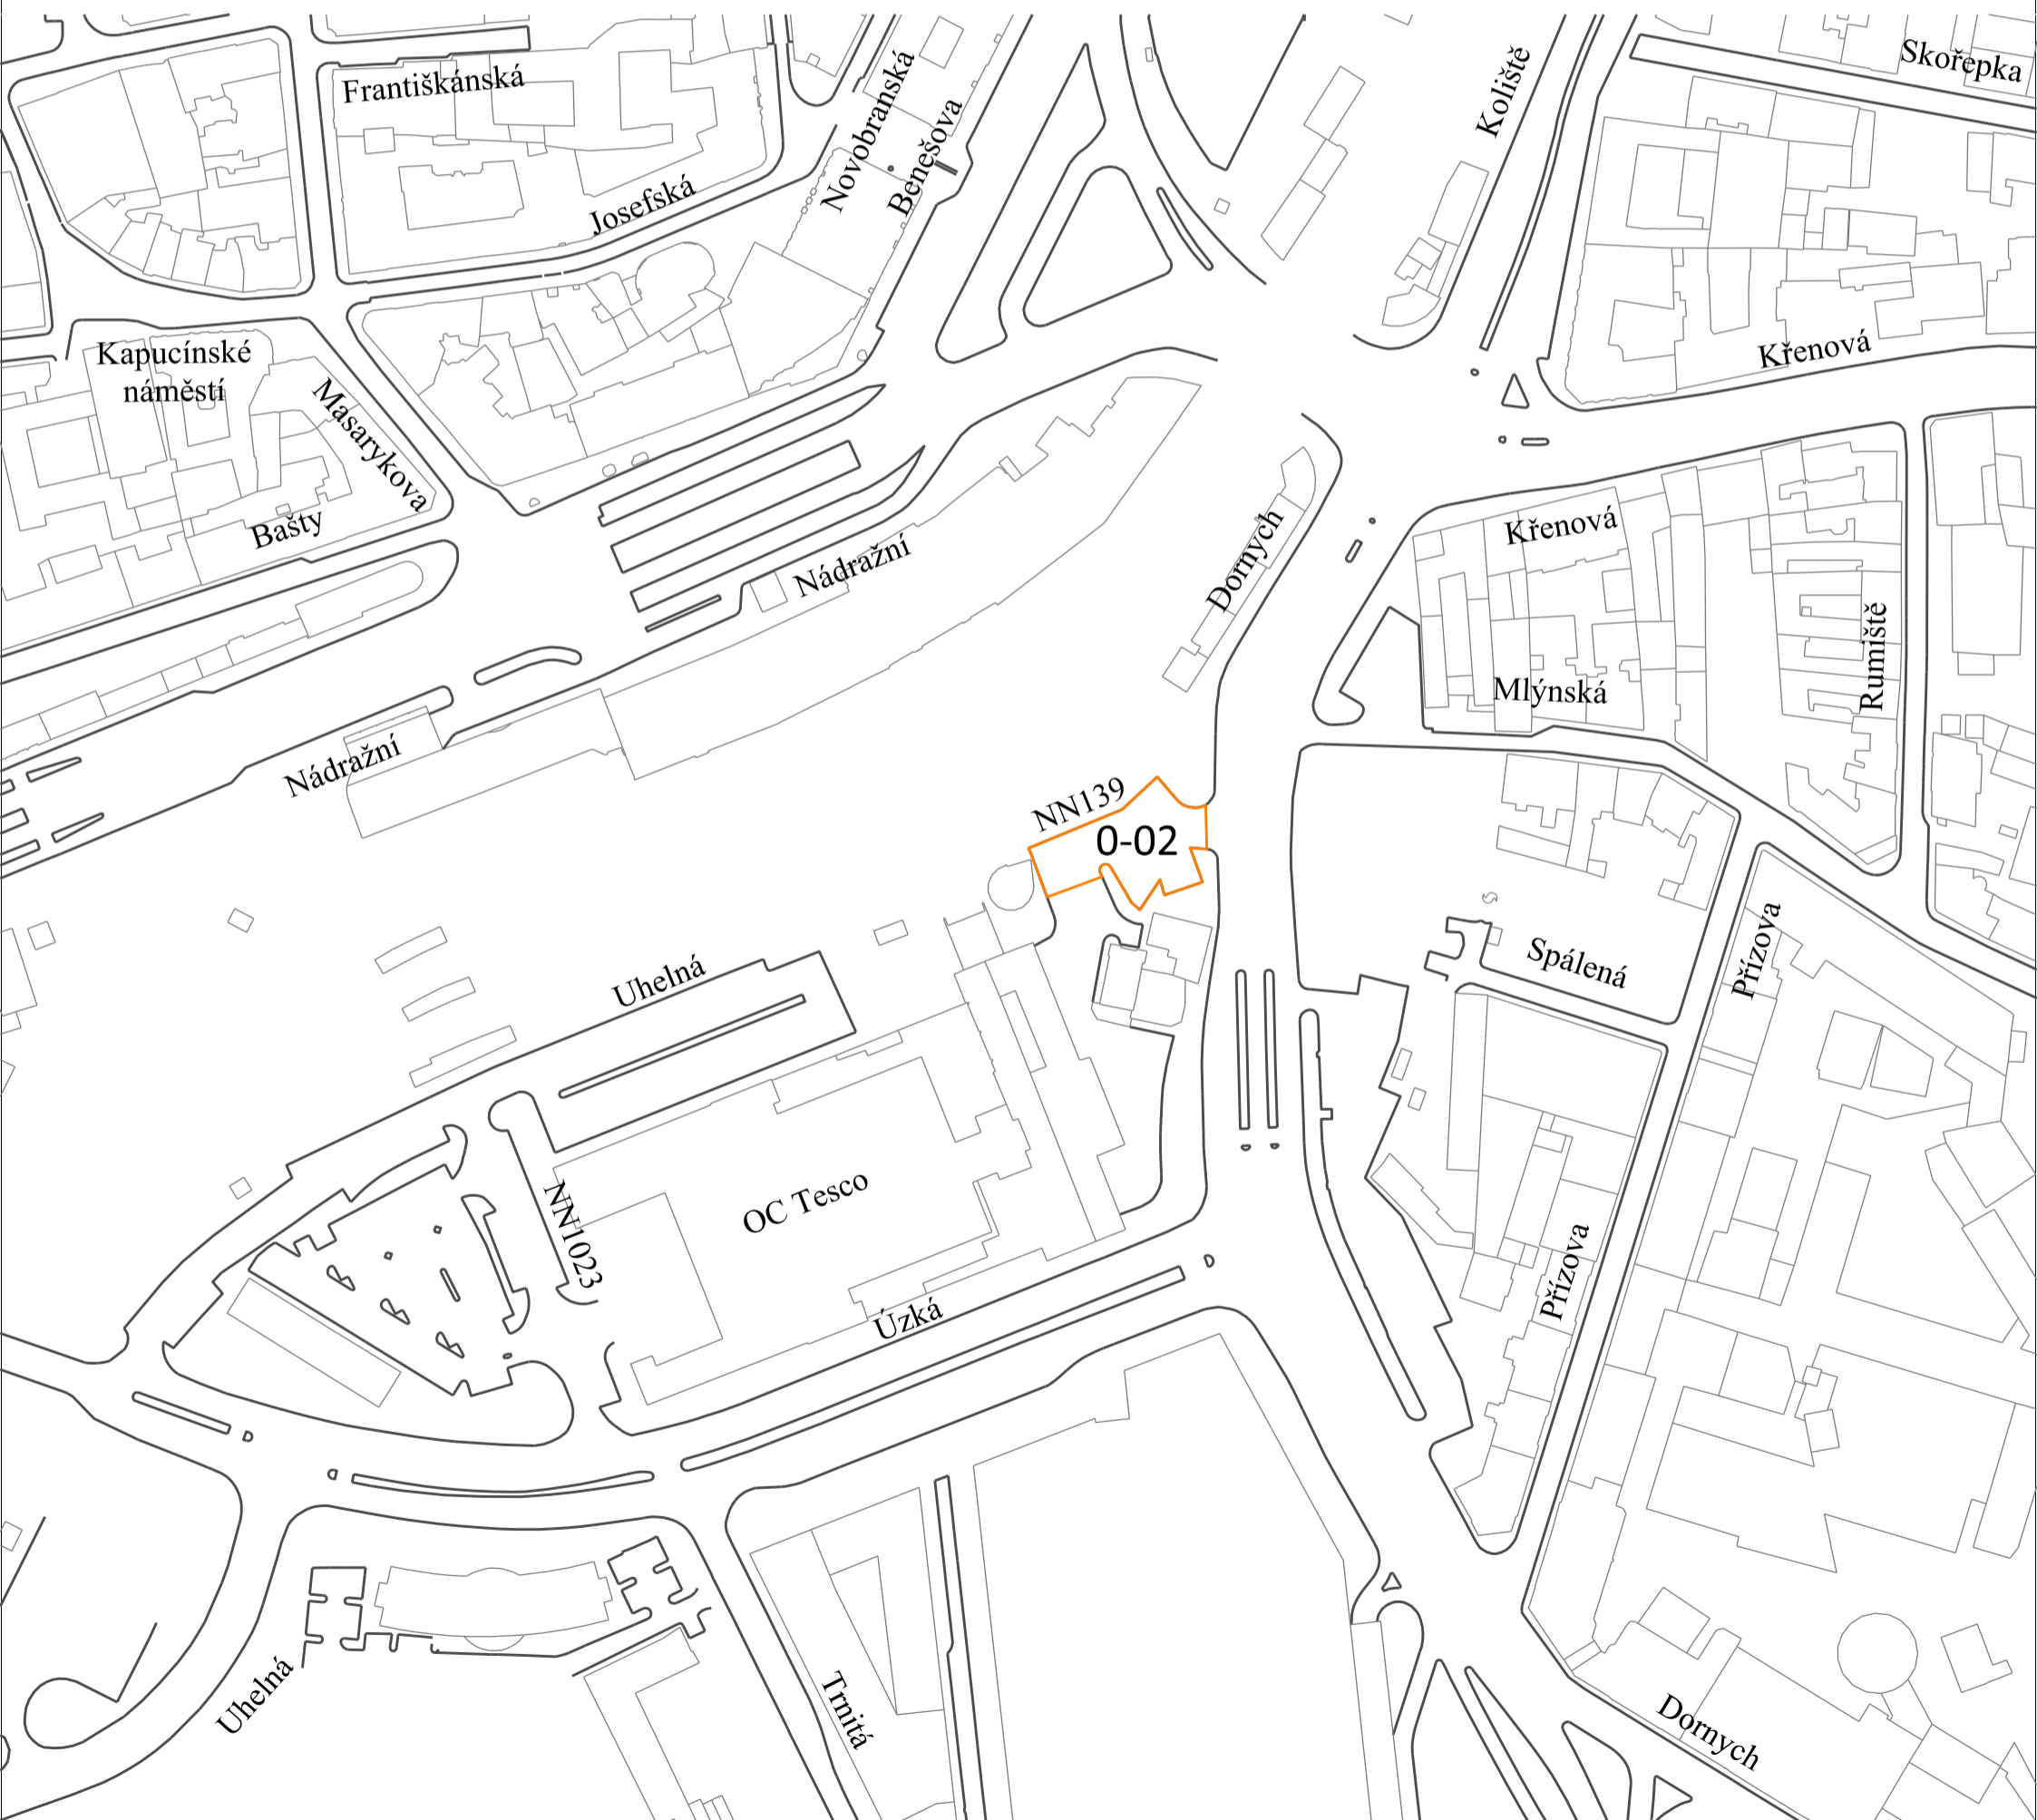 Skořepka
Františkánská
Novobranská
Koliště
Benešova
Josefská
Křenová
Kapucínské
náměstí
Masarykova
Bašty
Křenová
Nádražní
Dornych
Rumiště
Mlýnská
Nádražní
NN139
0-02
Přízova
Spálená
Uhelná
OC Tesco
NN1023
Přízova
Úzká
Uhelná
Trnitá
Dornych